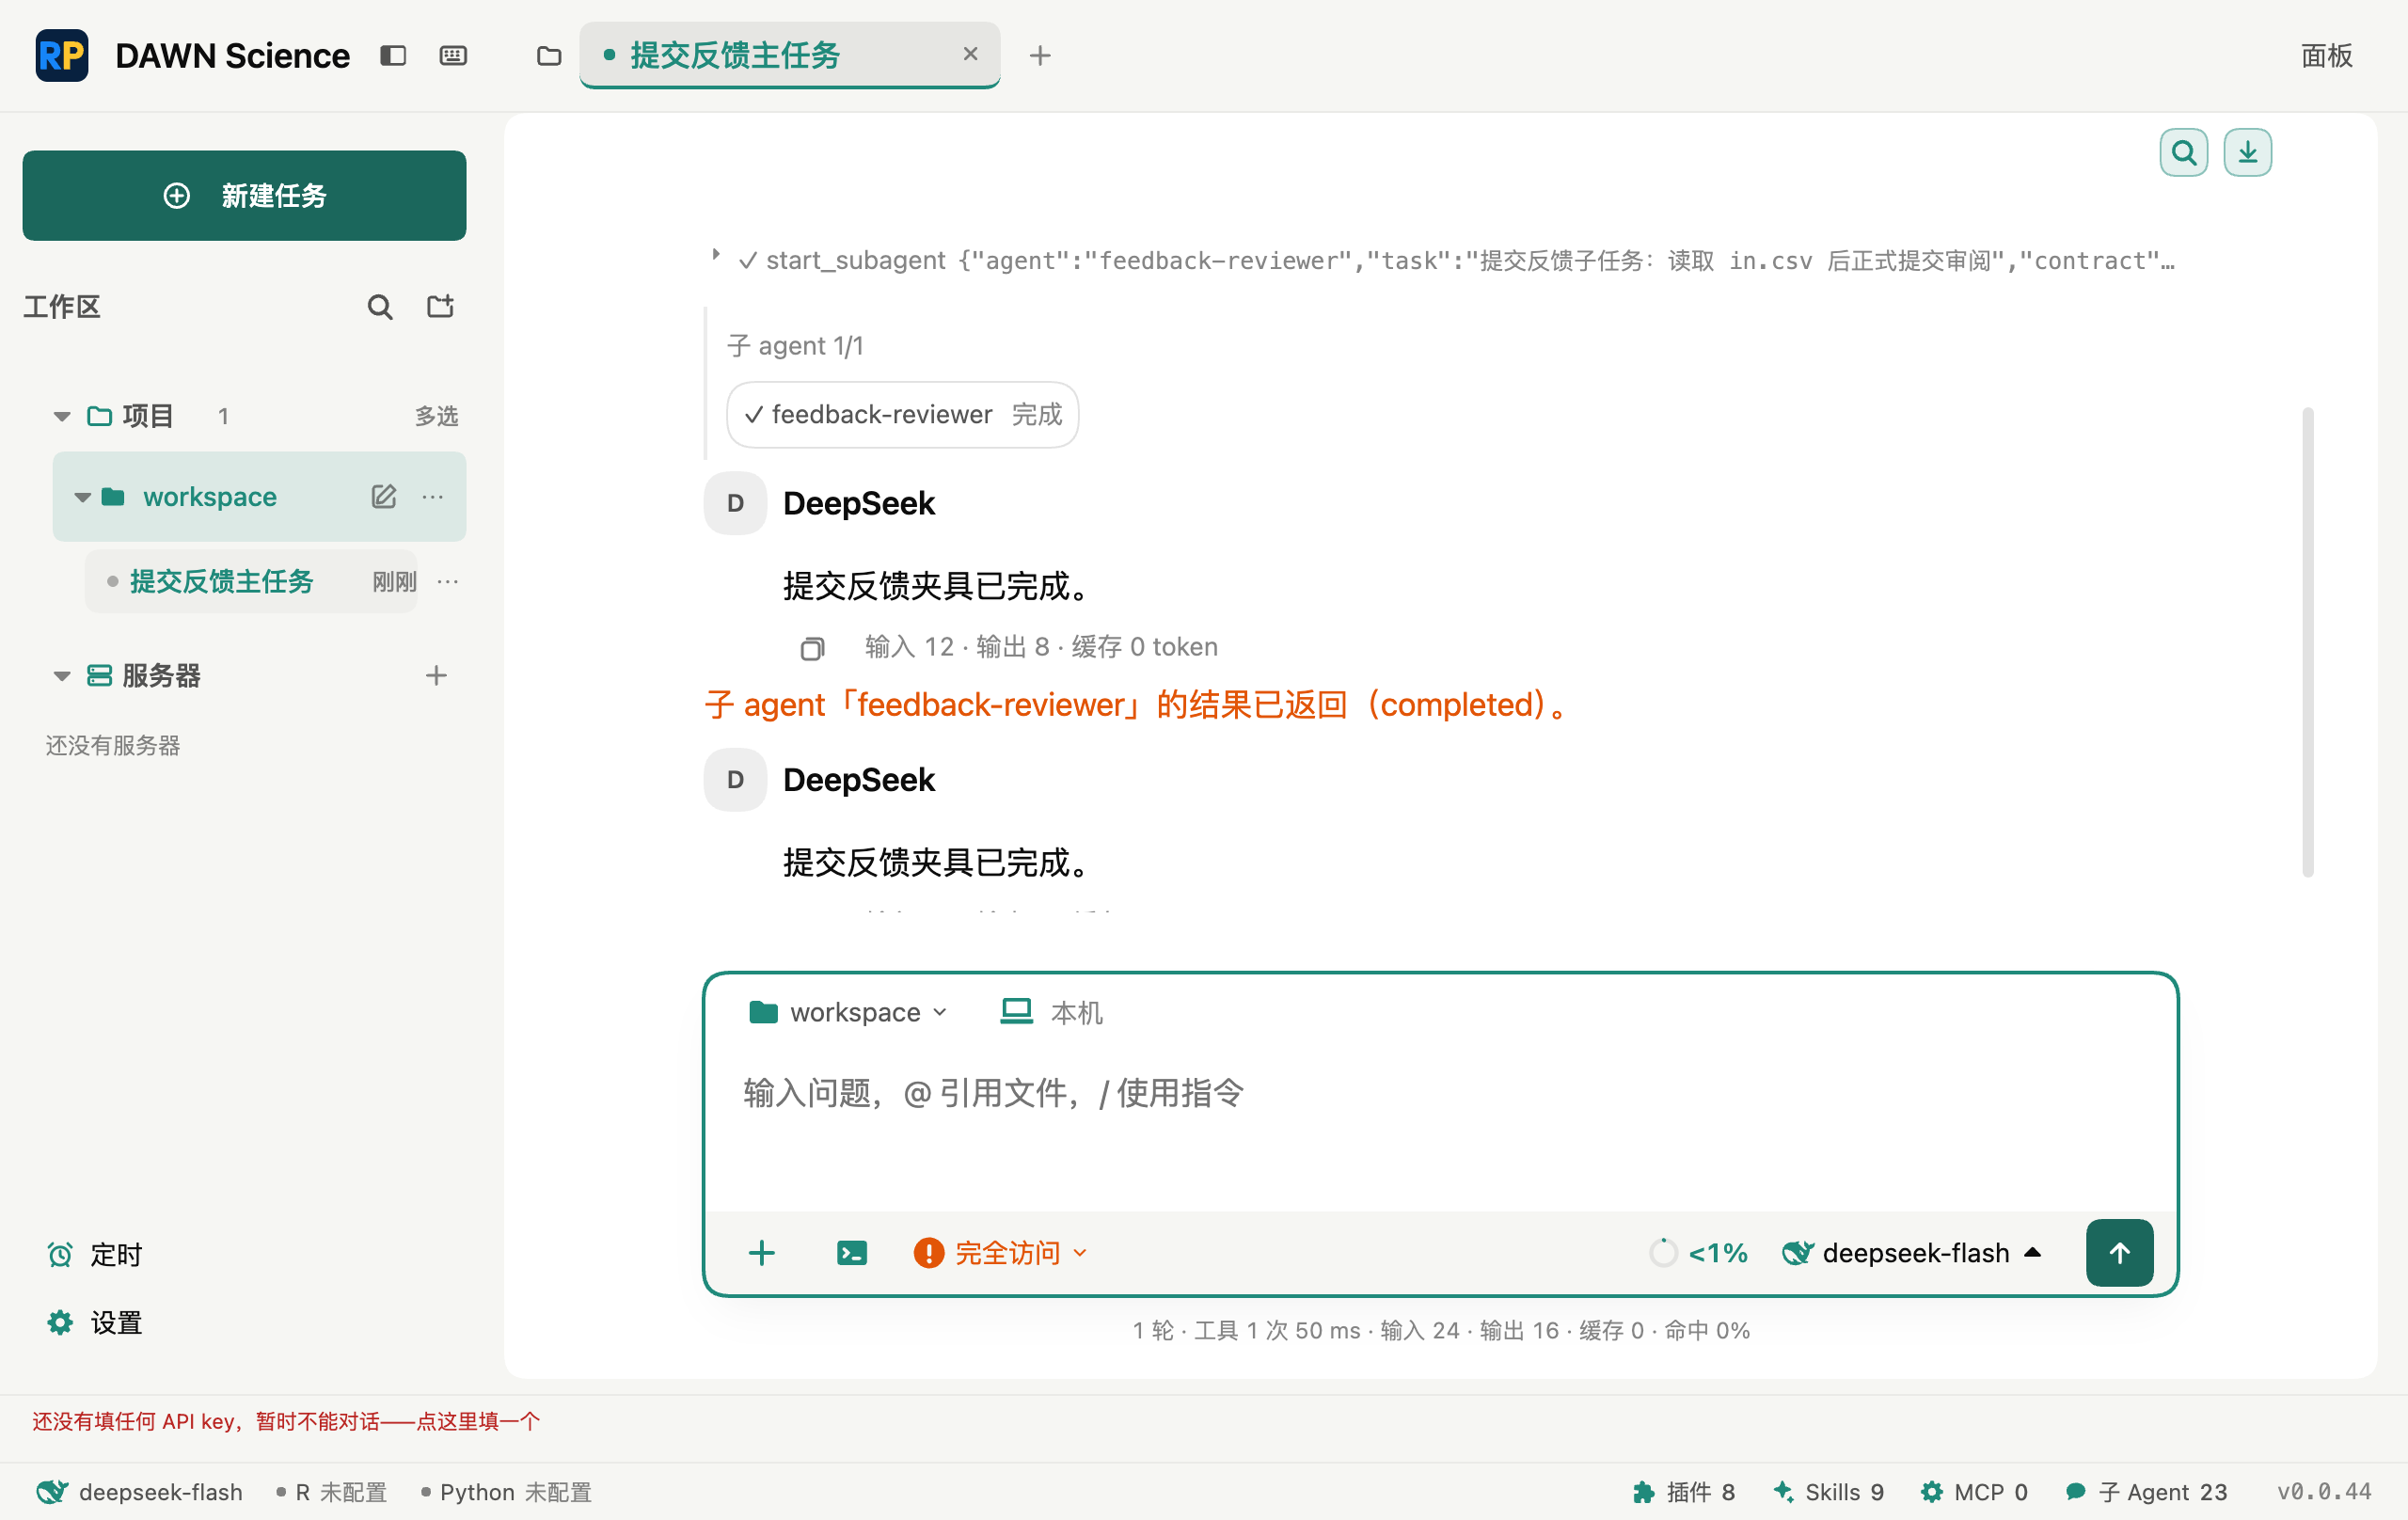 RP DAWN Science 提交反馈主任务 面板
新建任务
工作区
项目 1 多选
workspace
提交反馈主任务 刚刚
服务器
还没有服务器
定时
设置
start_subagent {"agent":"feedback-reviewer","task":"提交反馈子任务：读取 in.csv 后正式提交审阅","contract"…
子 agent 1/1
feedback-reviewer 完成
D DeepSeek
提交反馈夹具已完成。
输入 12 · 输出 8 · 缓存 0 token
子 agent「feedback-reviewer」的结果已返回（completed）。
D DeepSeek
提交反馈夹具已完成。
workspace 本机
输入问题，@ 引用文件，/ 使用指令
完全访问 <1% deepseek-flash
1 轮 · 工具 1 次 50 ms · 输入 24 · 输出 16 · 缓存 0 · 命中 0%
还没有填任何 API key，暂时不能对话——点这里填一个
deepseek-flash R 未配置 Python 未配置 插件 8 Skills 9 MCP 0 子 Agent 23 v0.0.44